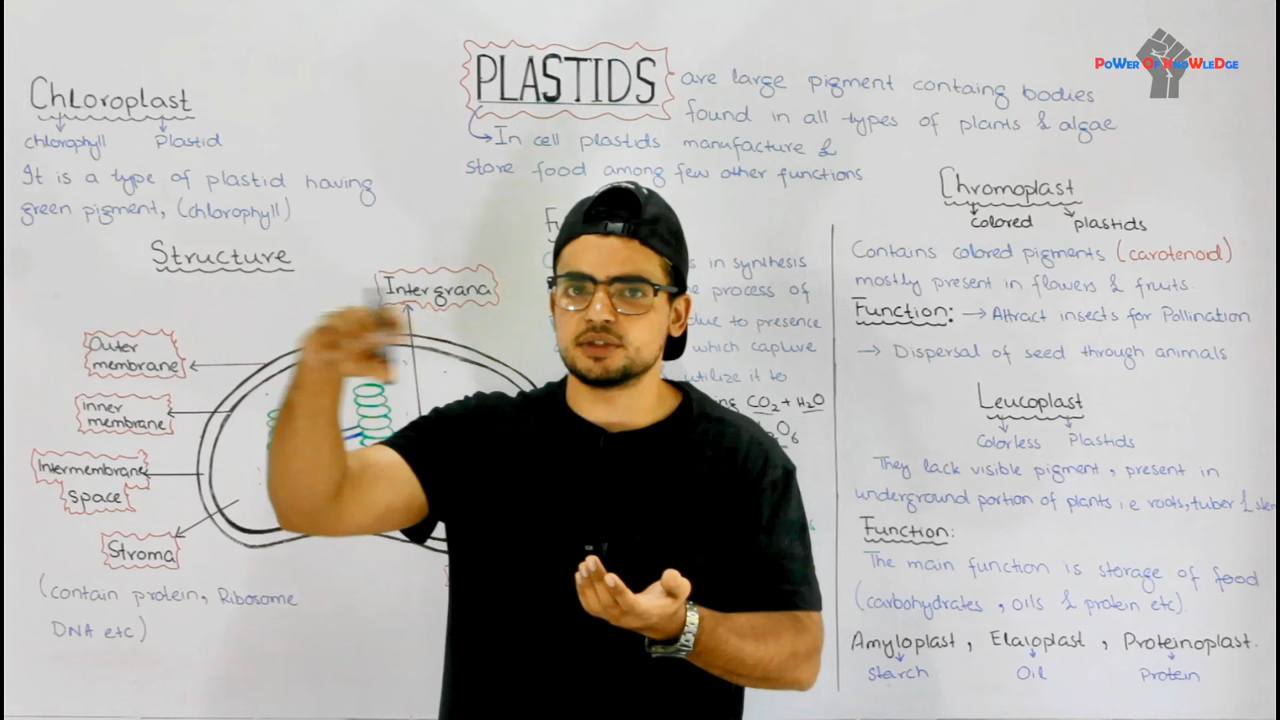 PoWeR Of KnoWLeDge
PLASTIDS
are large pigment containg bodies
found in all types of plants & algae
In cell plastids manufacture &
store food among few other functions
Chloroplast
chlorophyll Plastid
It is a type of plastid having
green pigment, (chlorophyll)
Structure
Intergrana
Outer
membrane
inner
membrane
Intermembrane
space
Stroma
(contain protein, Ribosome
DNA etc)
in synthesis
process of
due to presence
which capture
utilize it to
CO2 + H2O
O6
Chromoplast
colored plastids
Contains colored pigments (carotenoid)
mostly present in flowers & fruits.
Function: → Attract insects for Pollination
→ Dispersal of seed through animals
Leucoplast
Colorless Plastids
They lack visible pigment, present in
underground portion of plants i.e roots, tuber & stem
Function:
The main function is storage of food
(carbohydrates, oils & protein etc).
Amyloplast, Elaioplast, Proteinoplast.
Starch Oil Protein